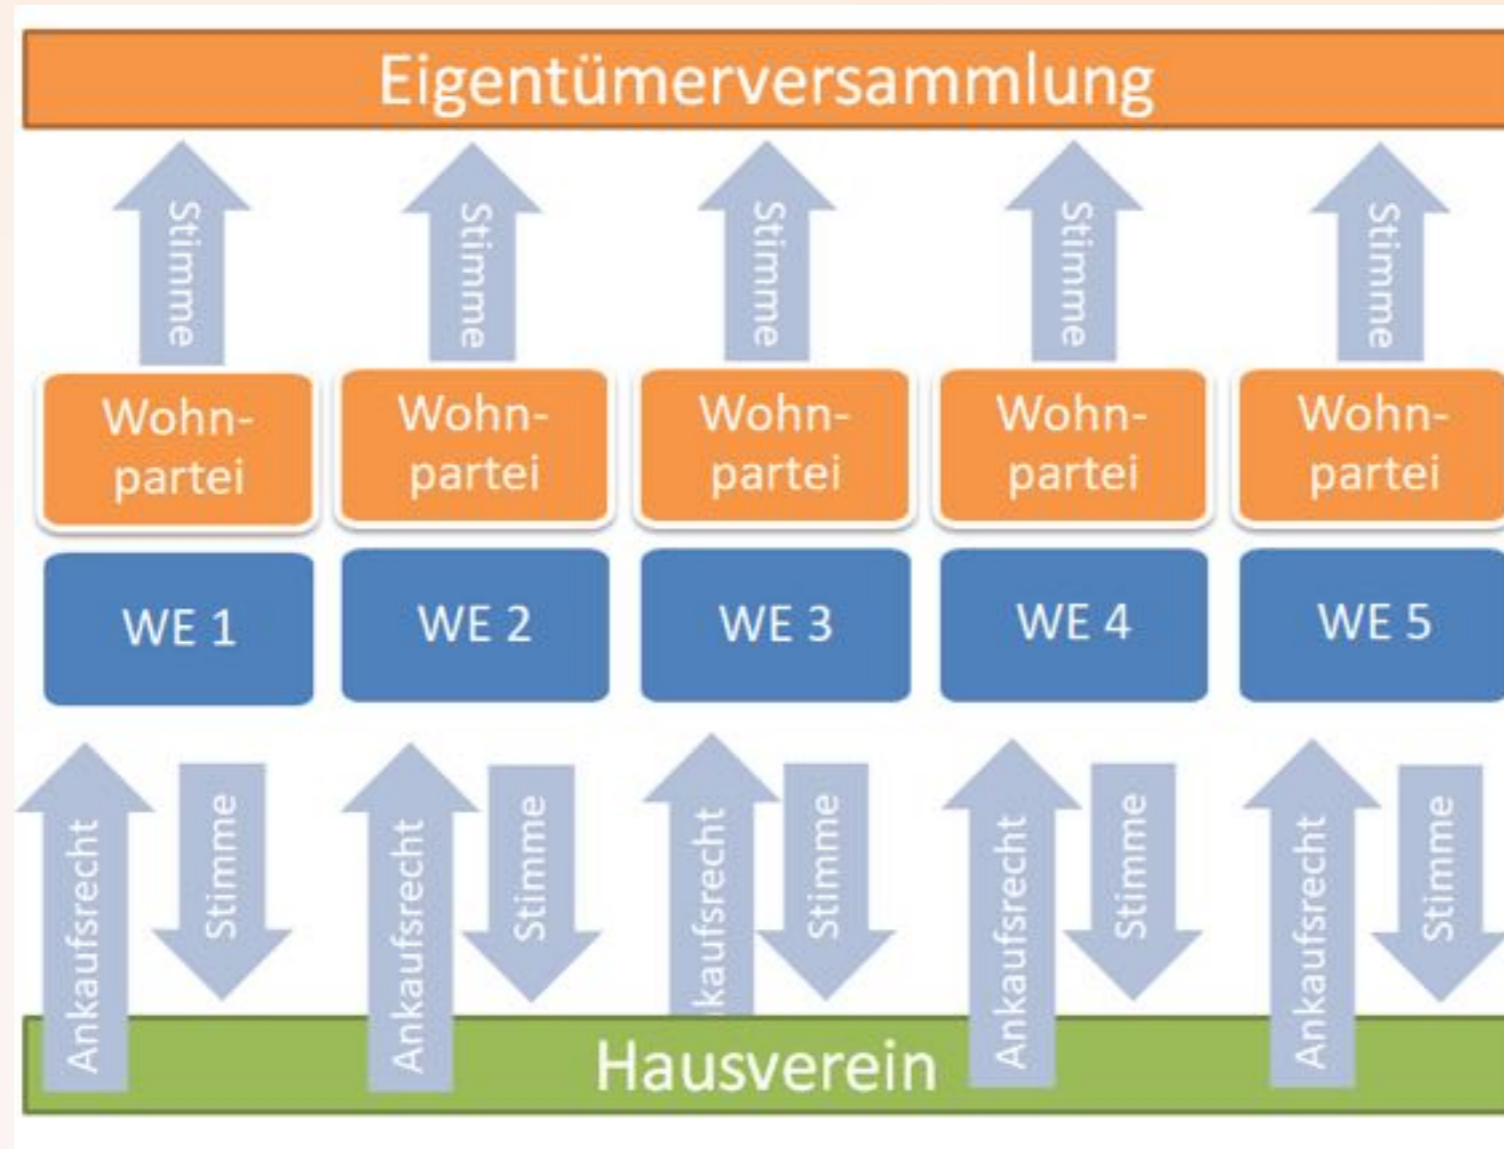 Eigentümerversammlung
Stimme
Stimme
Stimme
Stimme
Stimme
Wohn-
partei
Wohn-
partei
Wohn-
partei
Wohn-
partei
Wohn-
partei
WE 1
WE 2
WE 3
WE 4
WE 5
Ankaufsrecht
Stimme
Ankaufsrecht
Stimme
kaufsrecht
Stimme
Ankaufsrecht
Stimme
Ankaufsrecht
Stimme
Hausverein